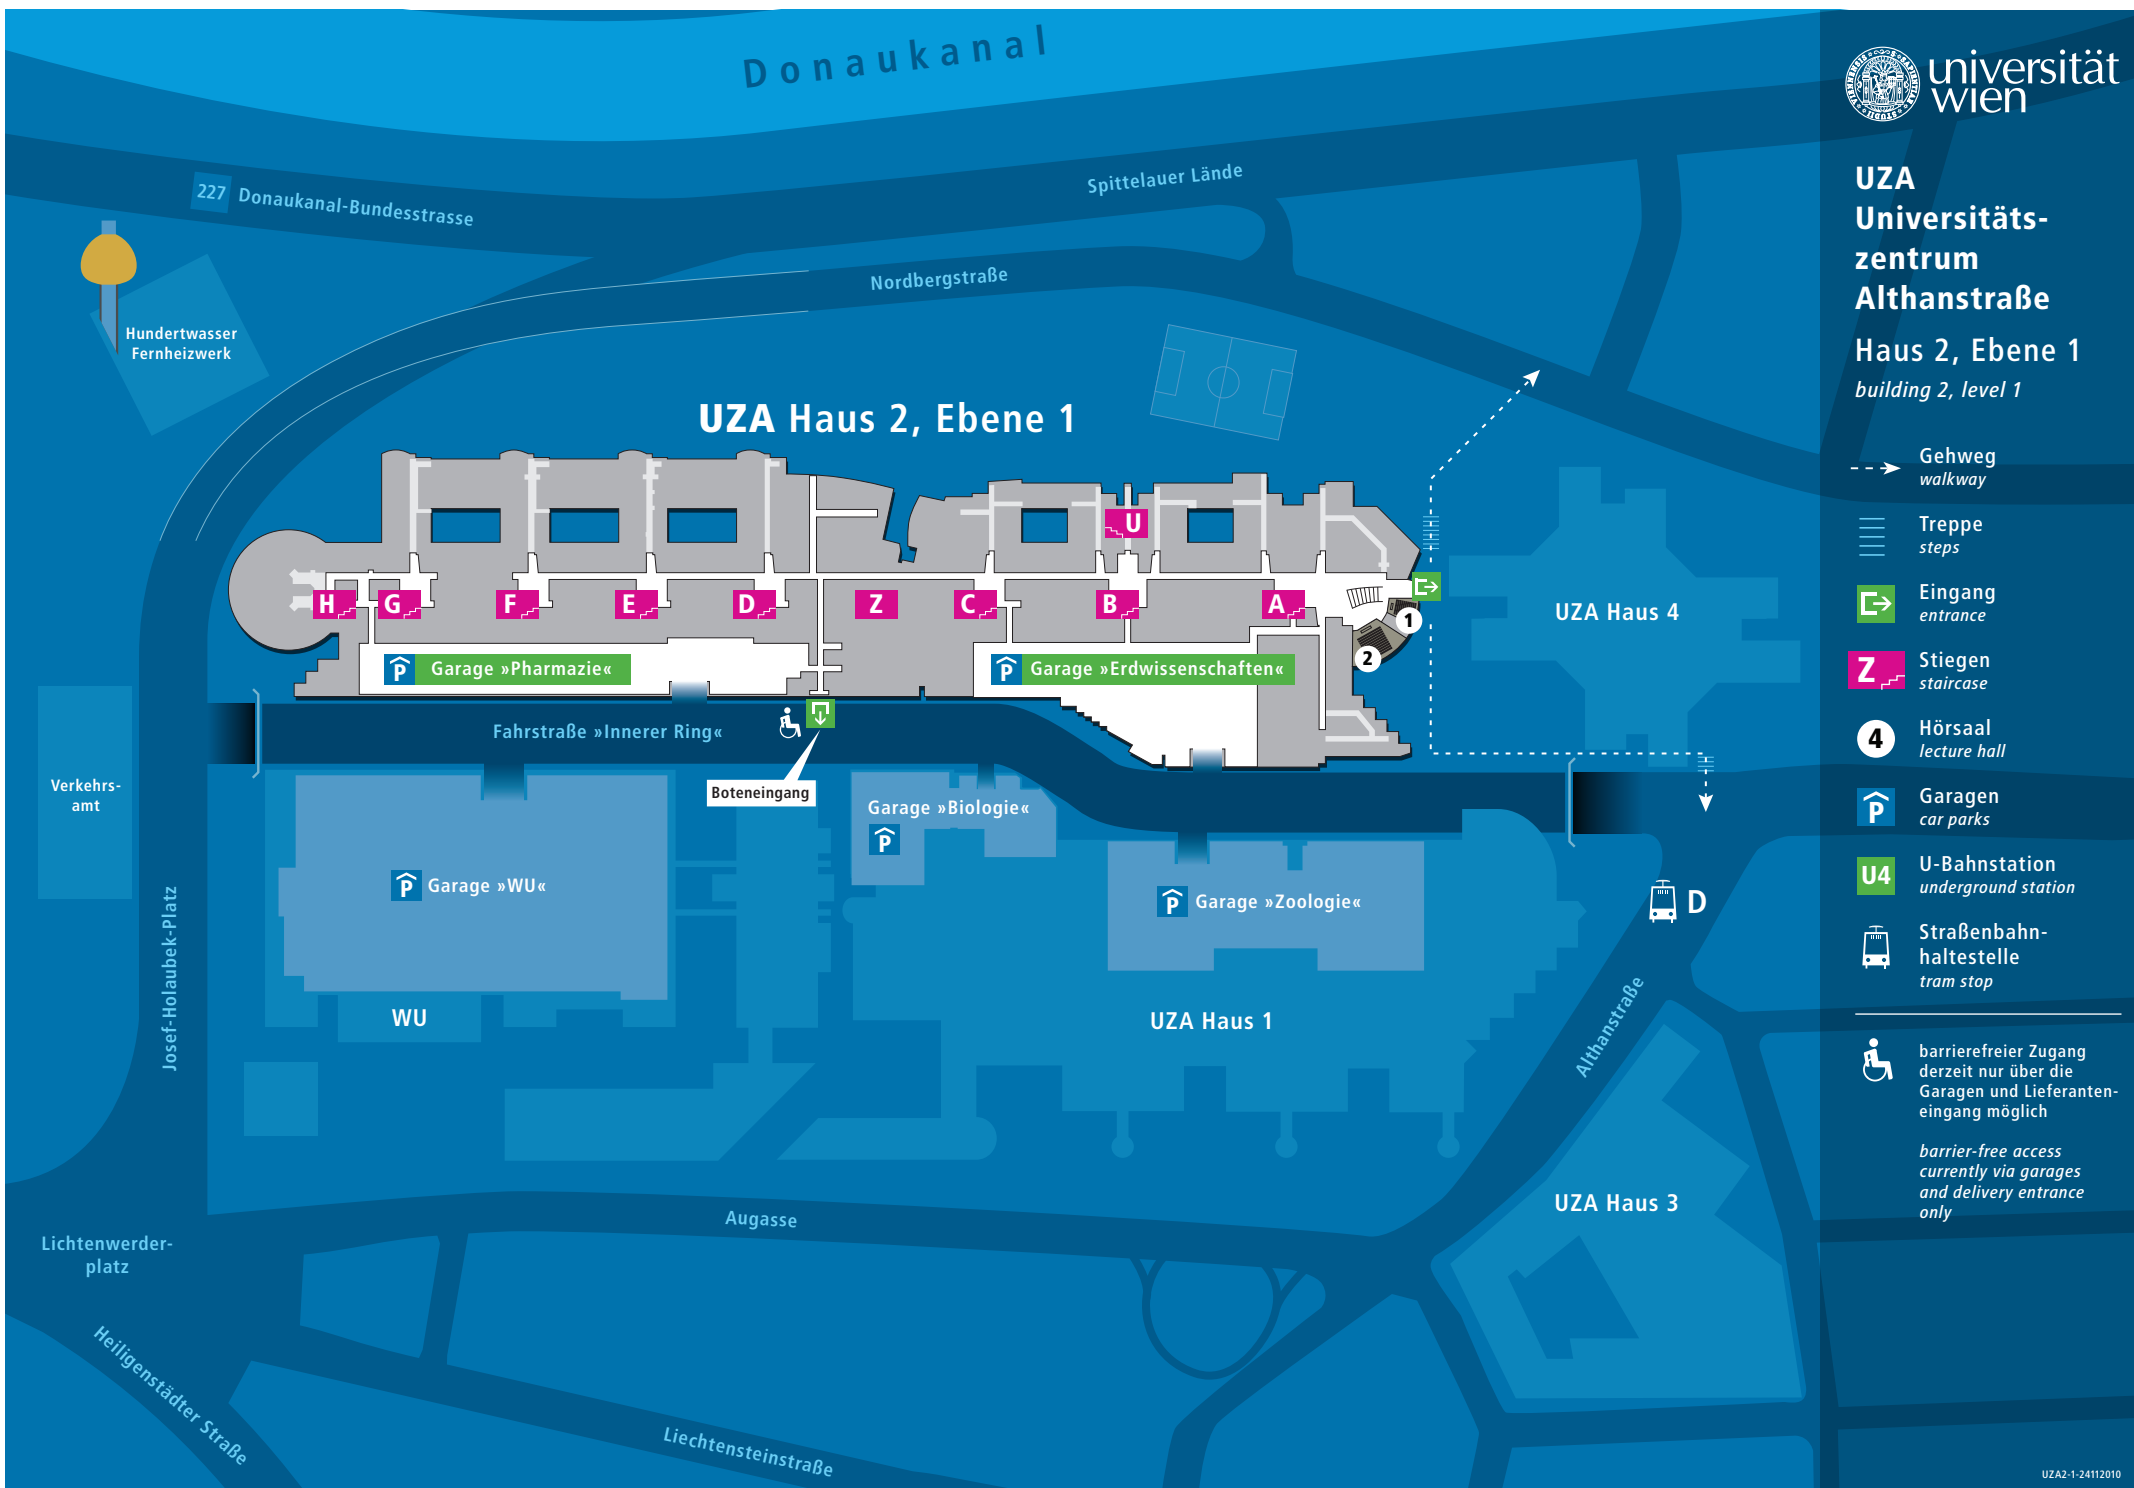 Donaukanal
227 Donaukanal-Bundesstrasse
Spittelauer Lände
Nordbergstraße
Hundertwasser
Fernheizwerk
UZA Haus 2, Ebene 1
U
H
G
F
E
D
Z
C
B
A
1
2
P Garage »Pharmazie«
P Garage »Erdwissenschaften«
UZA Haus 4
Fahrstraße »Innerer Ring«
Boteneingang
Verkehrs-
amt
Garage »Biologie«
P
P Garage »WU«
P Garage »Zoologie«
D
WU
UZA Haus 1
Josef-Holaubek-Platz
Althanstraße
UZA Haus 3
Augasse
Lichtenwerder-
platz
Heiligenstädter Straße
Liechtensteinstraße
universität
wien
UZA
Universitäts-
zentrum
Althanstraße
Haus 2, Ebene 1
building 2, level 1
Gehweg
walkway
Treppe
steps
Eingang
entrance
Z
Stiegen
staircase
4
Hörsaal
lecture hall
P
Garagen
car parks
U4
U-Bahnstation
underground station
Straßenbahn-
haltestelle
tram stop
barrierefreier Zugang
derzeit nur über die
Garagen und Lieferanten-
eingang möglich
barrier-free access
currently via garages
and delivery entrance
only
UZA2-1-24112010